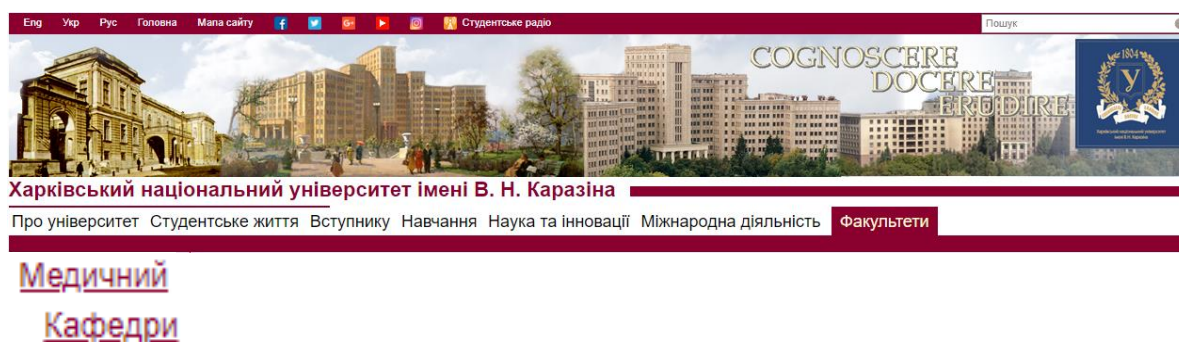 Eng Укр Рус Головна Мапа сайту Студентське радіо Пошук
COGNOSCERE
DOCERE
ERUDIRE
1804
У
Харківський національний університет імені В. Н. Каразіна
Про університет Студентське життя Вступнику Навчання Наука та інновації Міжнародна діяльність Факультети
Медичний
Кафедри